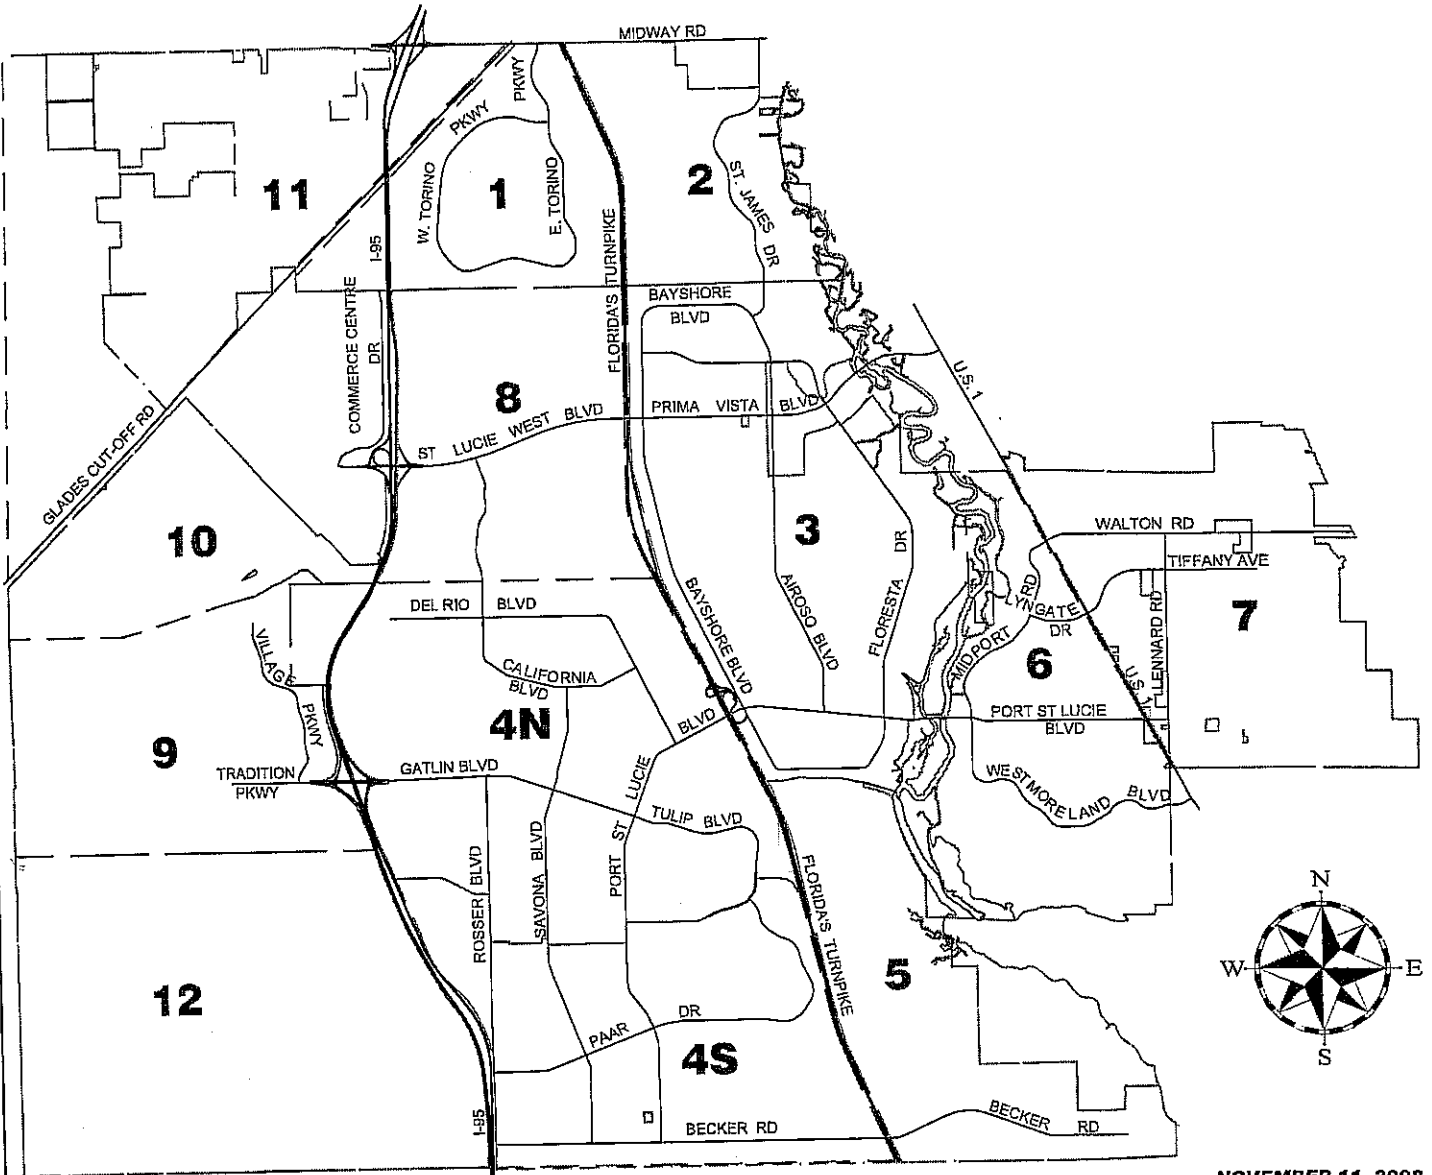 MIDWAY RD
PKWY
PKWY
W. TORINO
E. TORINO
11
1
2
ST. JAMES DR
I-95
FLORIDA'S TURNPIKE
BAYSHORE
BLVD
COMMERCE CENTRE
DR
U.S. 1
8
PRIMA VISTA BLVD
ST LUCIE WEST BLVD
GLADES CUT-OFF RD
10
3
WALTON RD
TIFFANY AVE
DEL RIO BLVD
BAYSHORE BLVD
AIROSO BLVD
FLORESTA DR
MIDPORT RD
LYNGATE
DR
7
LENNARD RD
6
U.S. 1
VILLAGE
PKWY
CALIFORNIA
BLVD
4N
PORT ST LUCIE
BLVD
9
TRADITION
PKWY
GATLIN BLVD
PORT ST LUCIE BLVD
WESTMORELAND BLVD
TULIP BLVD
ROSSER BLVD
SAVONA BLVD
FLORIDA'S TURNPIKE
N
W
E
S
5
12
PAAR DR
4S
I-95
BECKER RD
BECKER RD